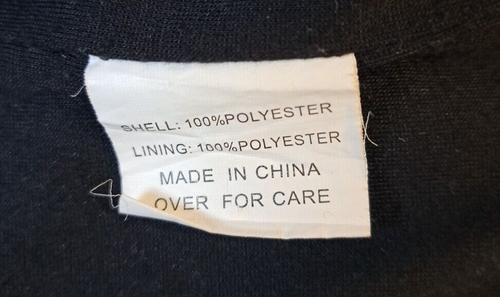 SHELL: 100%POLYESTER
LINING: 100%POLYESTER
MADE IN CHINA
OVER FOR CARE